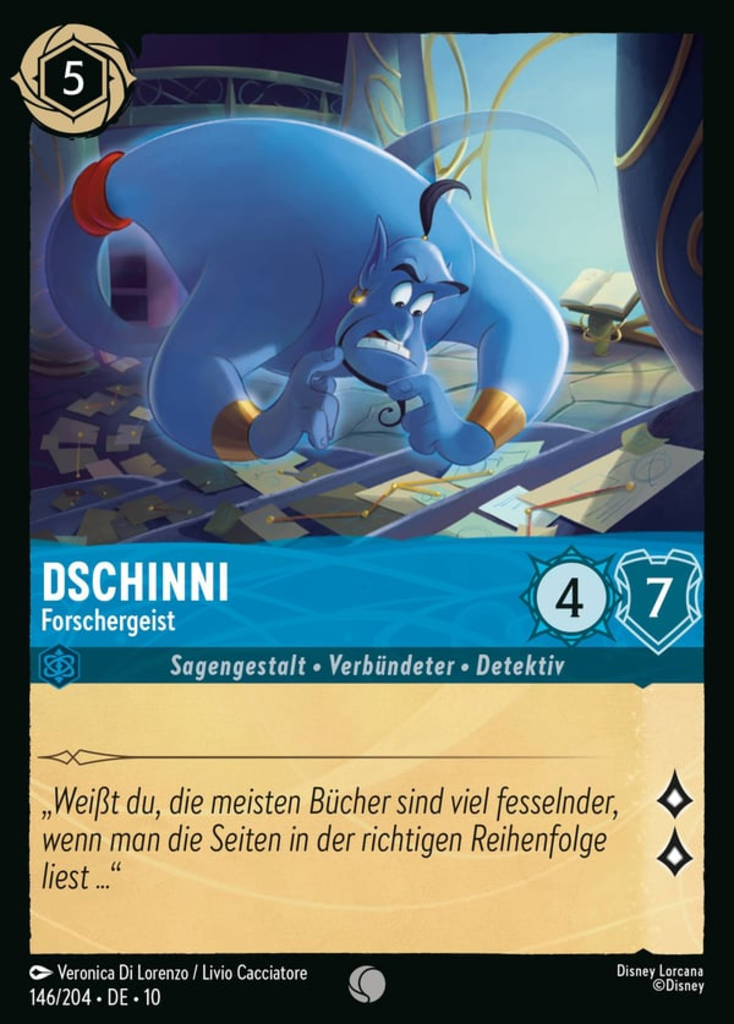 5
DSCHINNI
Forschergeist
4
7
Sagengestalt • Verbündeter • Detektiv
„Weißt du, die meisten Bücher sind viel fesselnder,
wenn man die Seiten in der richtigen Reihenfolge
liest ...“
Veronica Di Lorenzo / Livio Cacciatore
146/204 • DE • 10
Disney Lorcana
©Disney